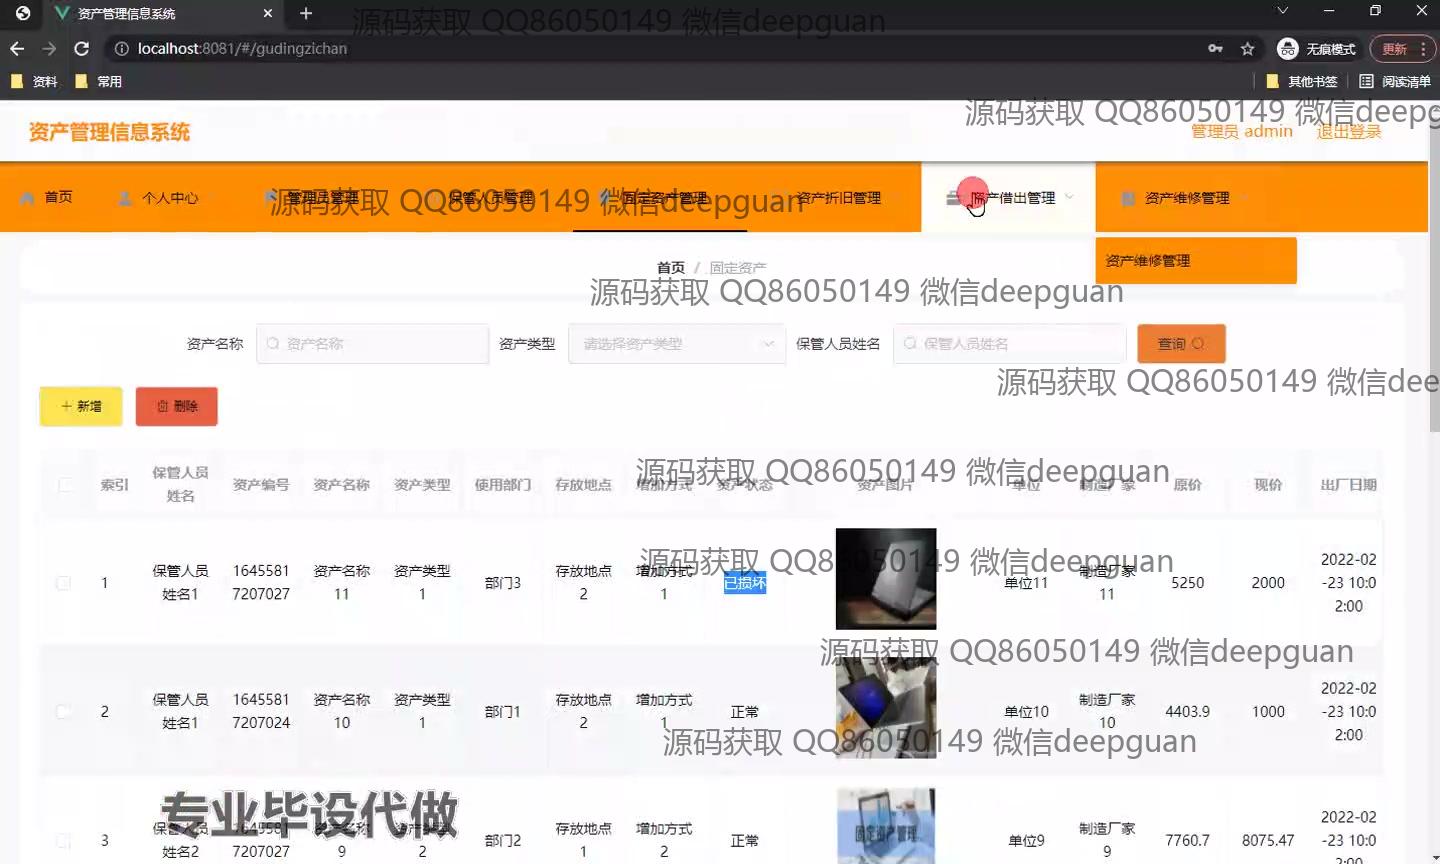 资产管理信息系统
源码获取 QQ86050149 微信deepguan
localhost:8081/#/gudingzichan
无痕模式
更新
资料
常用
其他书签
阅读清单
源码获取 QQ86050149 微信deepg
资产管理信息系统
管理员 admin
退出登录
首页
个人中心
管理员管理
保管人员管理
固定资产管理
资产折旧管理
资产借出管理
资产维修管理
源码获取 QQ86050149 微信deepguan
资产维修管理
首页 / 固定资产
源码获取 QQ86050149 微信deepguan
资产名称
资产名称
资产类型
请选择资产类型
保管人员姓名
保管人员姓名
查询
源码获取 QQ86050149 微信dee
新增
删除
源码获取 QQ86050149 微信deepguan
索引
保管人员
姓名
资产编号
资产名称
资产类型
使用部门
存放地点
增加方式
资产状态
资产图片
单位
制造厂家
原价
现价
出厂日期
源码获取 QQ86050149 微信deepguan
1
保管人员
姓名1
1645581
7207027
资产名称
11
资产类型
1
部门3
存放地点
2
增加方式
1
已损坏
单位11
制造厂家
11
5250
2000
2022-02
-23 10:0
2:00
源码获取 QQ86050149 微信deepguan
2
保管人员
姓名1
1645581
7207024
资产名称
10
资产类型
1
部门1
存放地点
2
增加方式
1
正常
单位10
制造厂家
10
4403.9
1000
2022-02
-23 10:0
2:00
源码获取 QQ86050149 微信deepguan
专业毕设代做
3
保管人员
姓名2
1645581
7207027
资产名称
9
资产类型
2
部门2
存放地点
1
增加方式
2
正常
固定资产管理
单位9
制造厂家
9
7760.7
8075.47
2022-02
-23 10:0
2:00